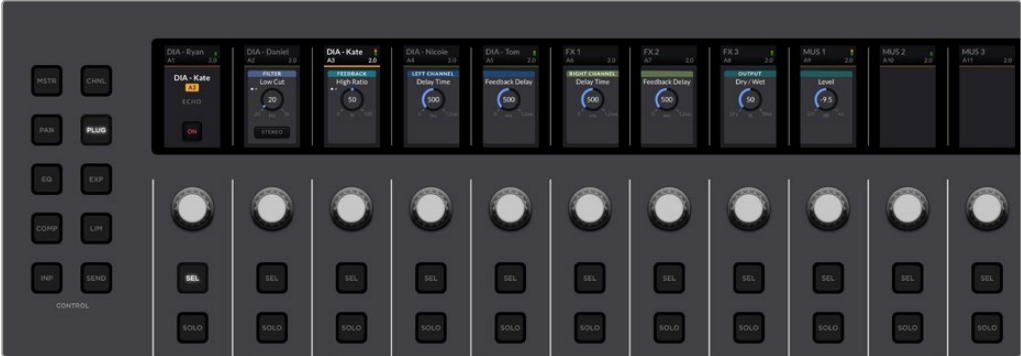 DIA - Ryan DIA - Daniel DIA - Kate DIA - Nicole DIA - Tom FX 1 FX 2 FX 3 MUS 1 MUS 2 MUS 3
A1 2.0 A2 2.0 A3 2.0 A4 2.0 A5 2.0 A6 2.0 A7 2.0 A8 2.0 A9 2.0 A10 2.0 A11 2.0
DIA - Kate FILTER FEEDBACK LEFT CHANNEL RIGHT CHANNEL OUTPUT
Low Cut High Ratio Delay Time Feedback Delay Delay Time Feedback Delay Dry / Wet Level
A3
ECHO 20 50 500 500 500 500 50 -9.5
ON STEREO
MSTR CHNL
PAN PLUG
EQ EXP
COMP LIM
INP SEND
CONTROL
SEL SEL SEL SEL SEL SEL SEL SEL SEL SEL SEL
SOLO SOLO SOLO SOLO SOLO SOLO SOLO SOLO SOLO SOLO SOLO